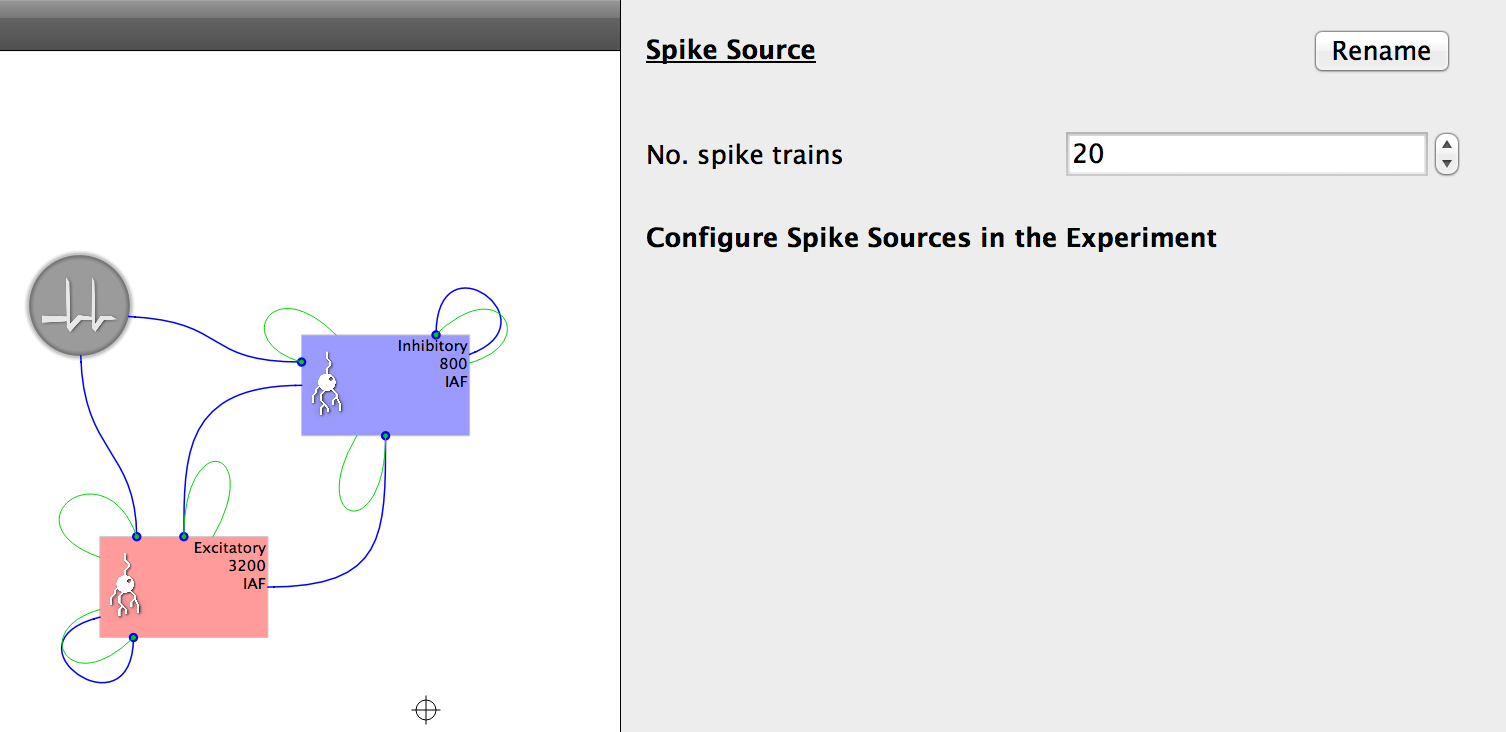 Spike Source
Rename
No. spike trains
20
Configure Spike Sources in the Experiment
Inhibitory
800
IAF
Excitatory
3200
IAF